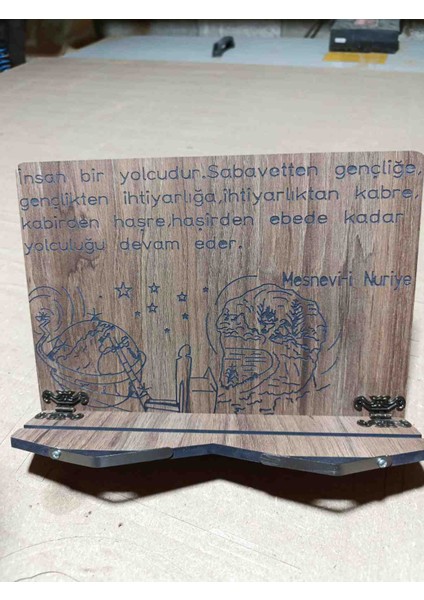 İnsan bir yolcudur.Sabavetten gençliğe,
gençlikten ihtiyarlığa,ihtiyarlıktan kabre,
kabirden haşre,haşirden ebede kadar
yolculuğu devam eder.
Mesnevi-i Nuriye